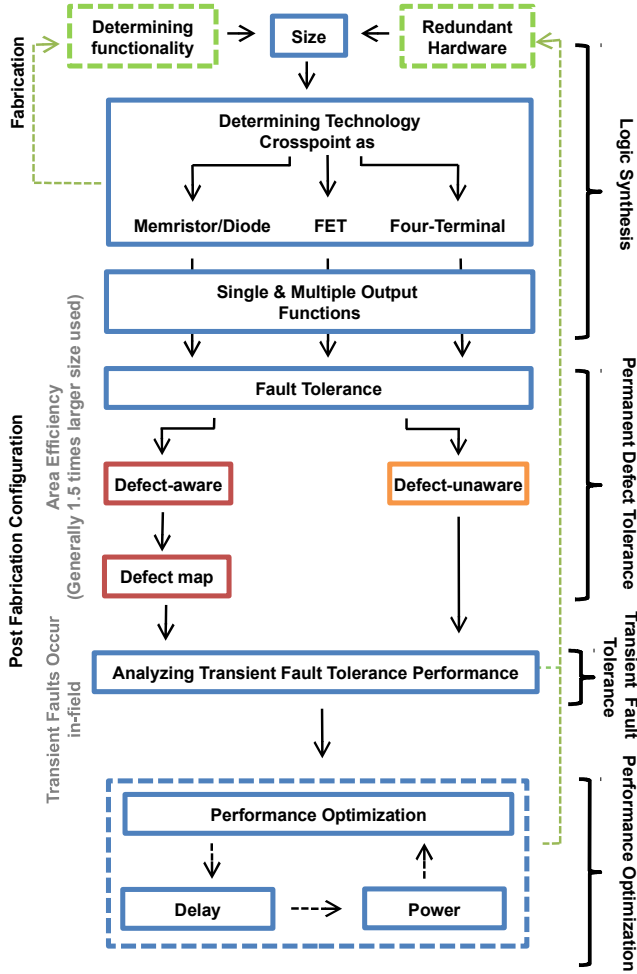 Determining
functionality
Size
Redundant
Hardware
Fabrication
Determining Technology
Crosspoint as
Memristor/Diode
FET
Four-Terminal
Logic Synthesis
Single & Multiple Output
Functions
Post Fabrication Configuration
Area Efficiency
(Generally 1.5 times larger size used)
Fault Tolerance
Defect-aware
Defect-unaware
Defect map
Permanent Defect Tolerance
Transient Faults Occur
in-field
Analyzing Transient Fault Tolerance Performance
Transient Fault
Tolerance
Performance Optimization
Delay
Power
Performance Optimization